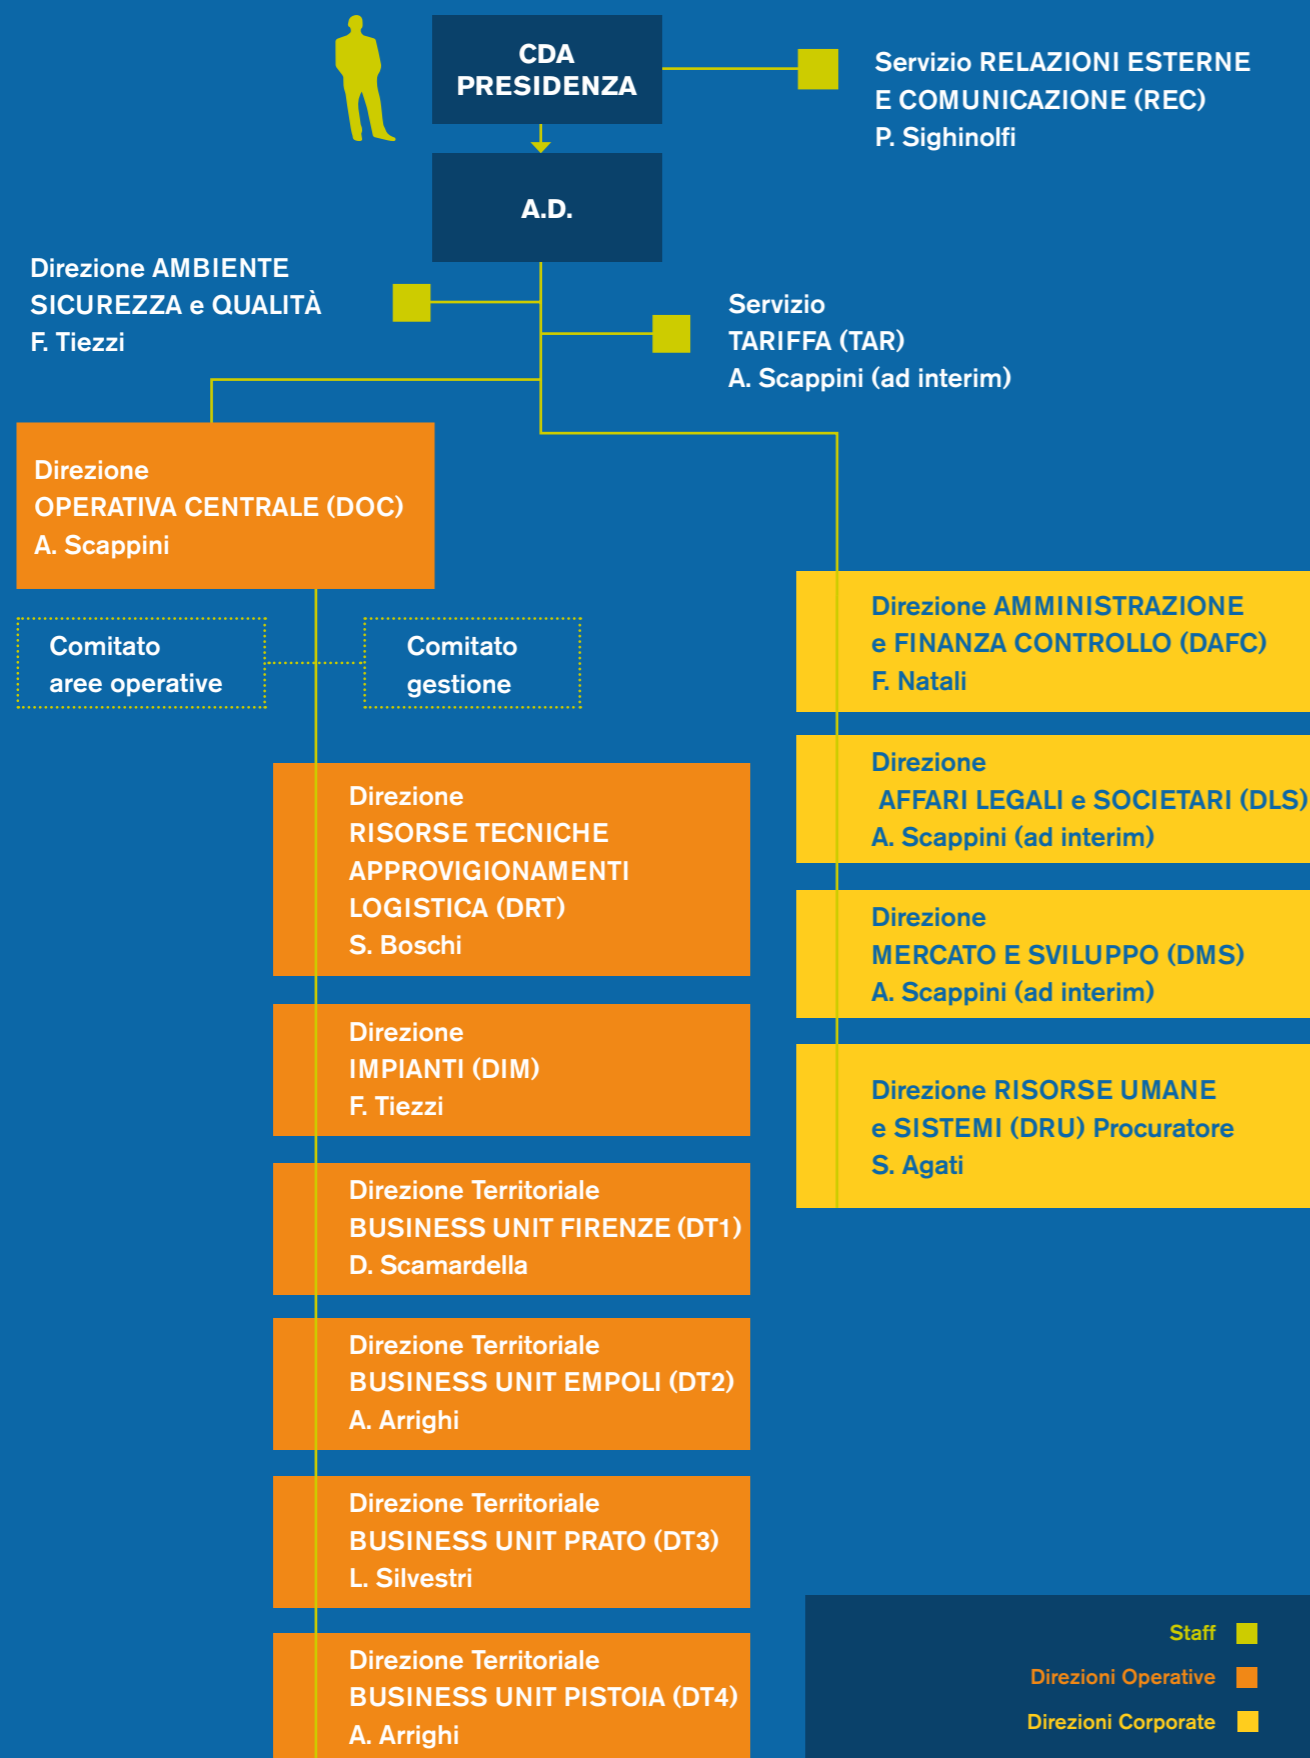 CDA
PRESIDENZA
Servizio RELAZIONI ESTERNE
E COMUNICAZIONE (REC)
P. Sighinolfi
A.D.
Direzione AMBIENTE
SICUREZZA e QUALITÀ
F. Tiezzi
Servizio
TARIFFA (TAR)
A. Scappini (ad interim)
Direzione
OPERATIVA CENTRALE (DOC)
A. Scappini
Comitato
aree operative
Comitato
gestione
Direzione
RISORSE TECNICHE
APPROVIGIONAMENTI
LOGISTICA (DRT)
S. Boschi
Direzione
IMPIANTI (DIM)
F. Tiezzi
Direzione Territoriale
BUSINESS UNIT FIRENZE (DT1)
D. Scamardella
Direzione Territoriale
BUSINESS UNIT EMPOLI (DT2)
A. Arrighi
Direzione Territoriale
BUSINESS UNIT PRATO (DT3)
L. Silvestri
Direzione Territoriale
BUSINESS UNIT PISTOIA (DT4)
A. Arrighi
Direzione AMMINISTRAZIONE
e FINANZA CONTROLLO (DAFC)
F. Natali
Direzione
AFFARI LEGALI e SOCIETARI (DLS)
A. Scappini (ad interim)
Direzione
MERCATO E SVILUPPO (DMS)
A. Scappini (ad interim)
Direzione RISORSE UMANE
e SISTEMI (DRU) Procuratore
S. Agati
Staff
Direzioni Operative
Direzioni Corporate